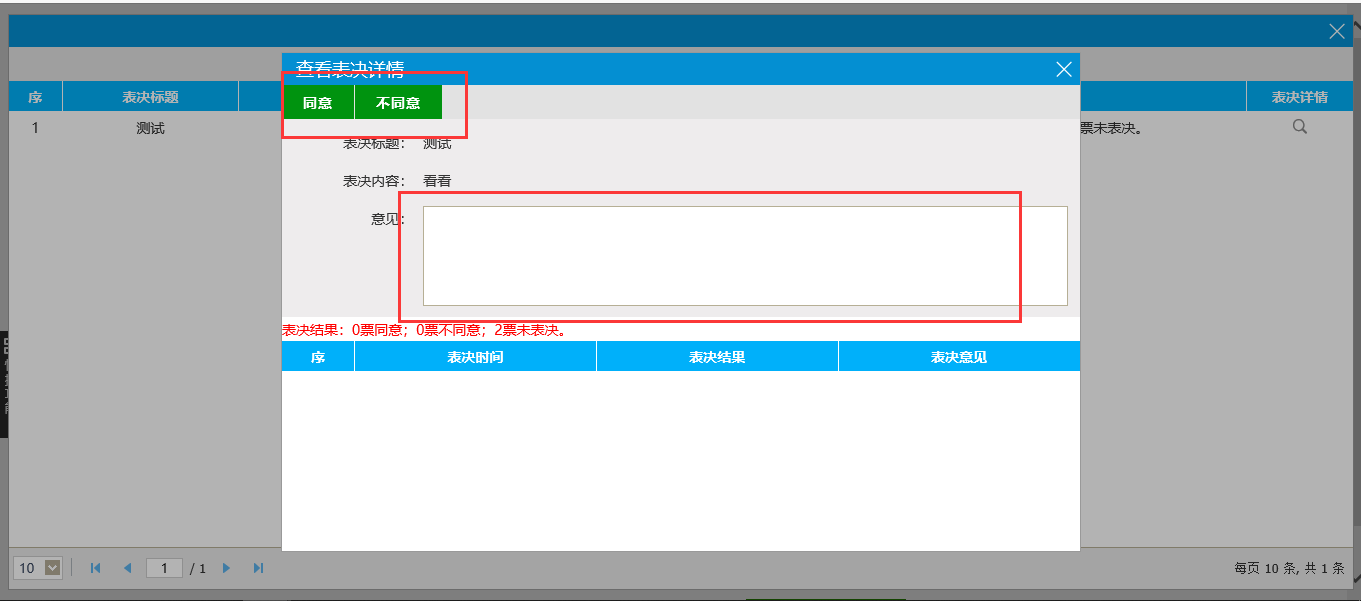 查看表决详情
同意 不同意
序 表决标题 表决详情
1 测试 票未表决。
表决标题： 测试
表决内容： 看看
意见：
表决结果：0票同意；0票不同意；2票未表决。
序 表决时间 表决结果 表决意见
10 1 / 1 每页 10 条, 共 1 条